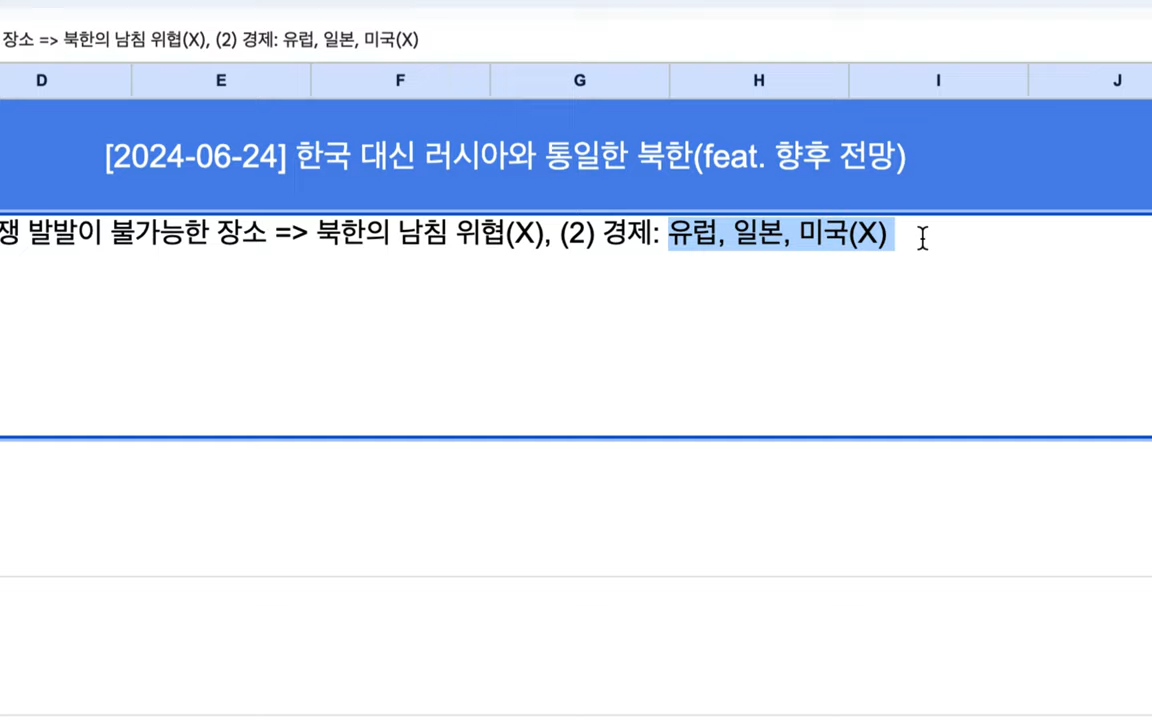 장소 => 북한의 남침 위협(X), (2) 경제: 유럽, 일본, 미국(X)
D E F G H I J
[2024-06-24] 한국 대신 러시아와 통일한 북한(feat. 향후 전망)
쟁 발발이 불가능한 장소 => 북한의 남침 위협(X), (2) 경제: 유럽, 일본, 미국(X)